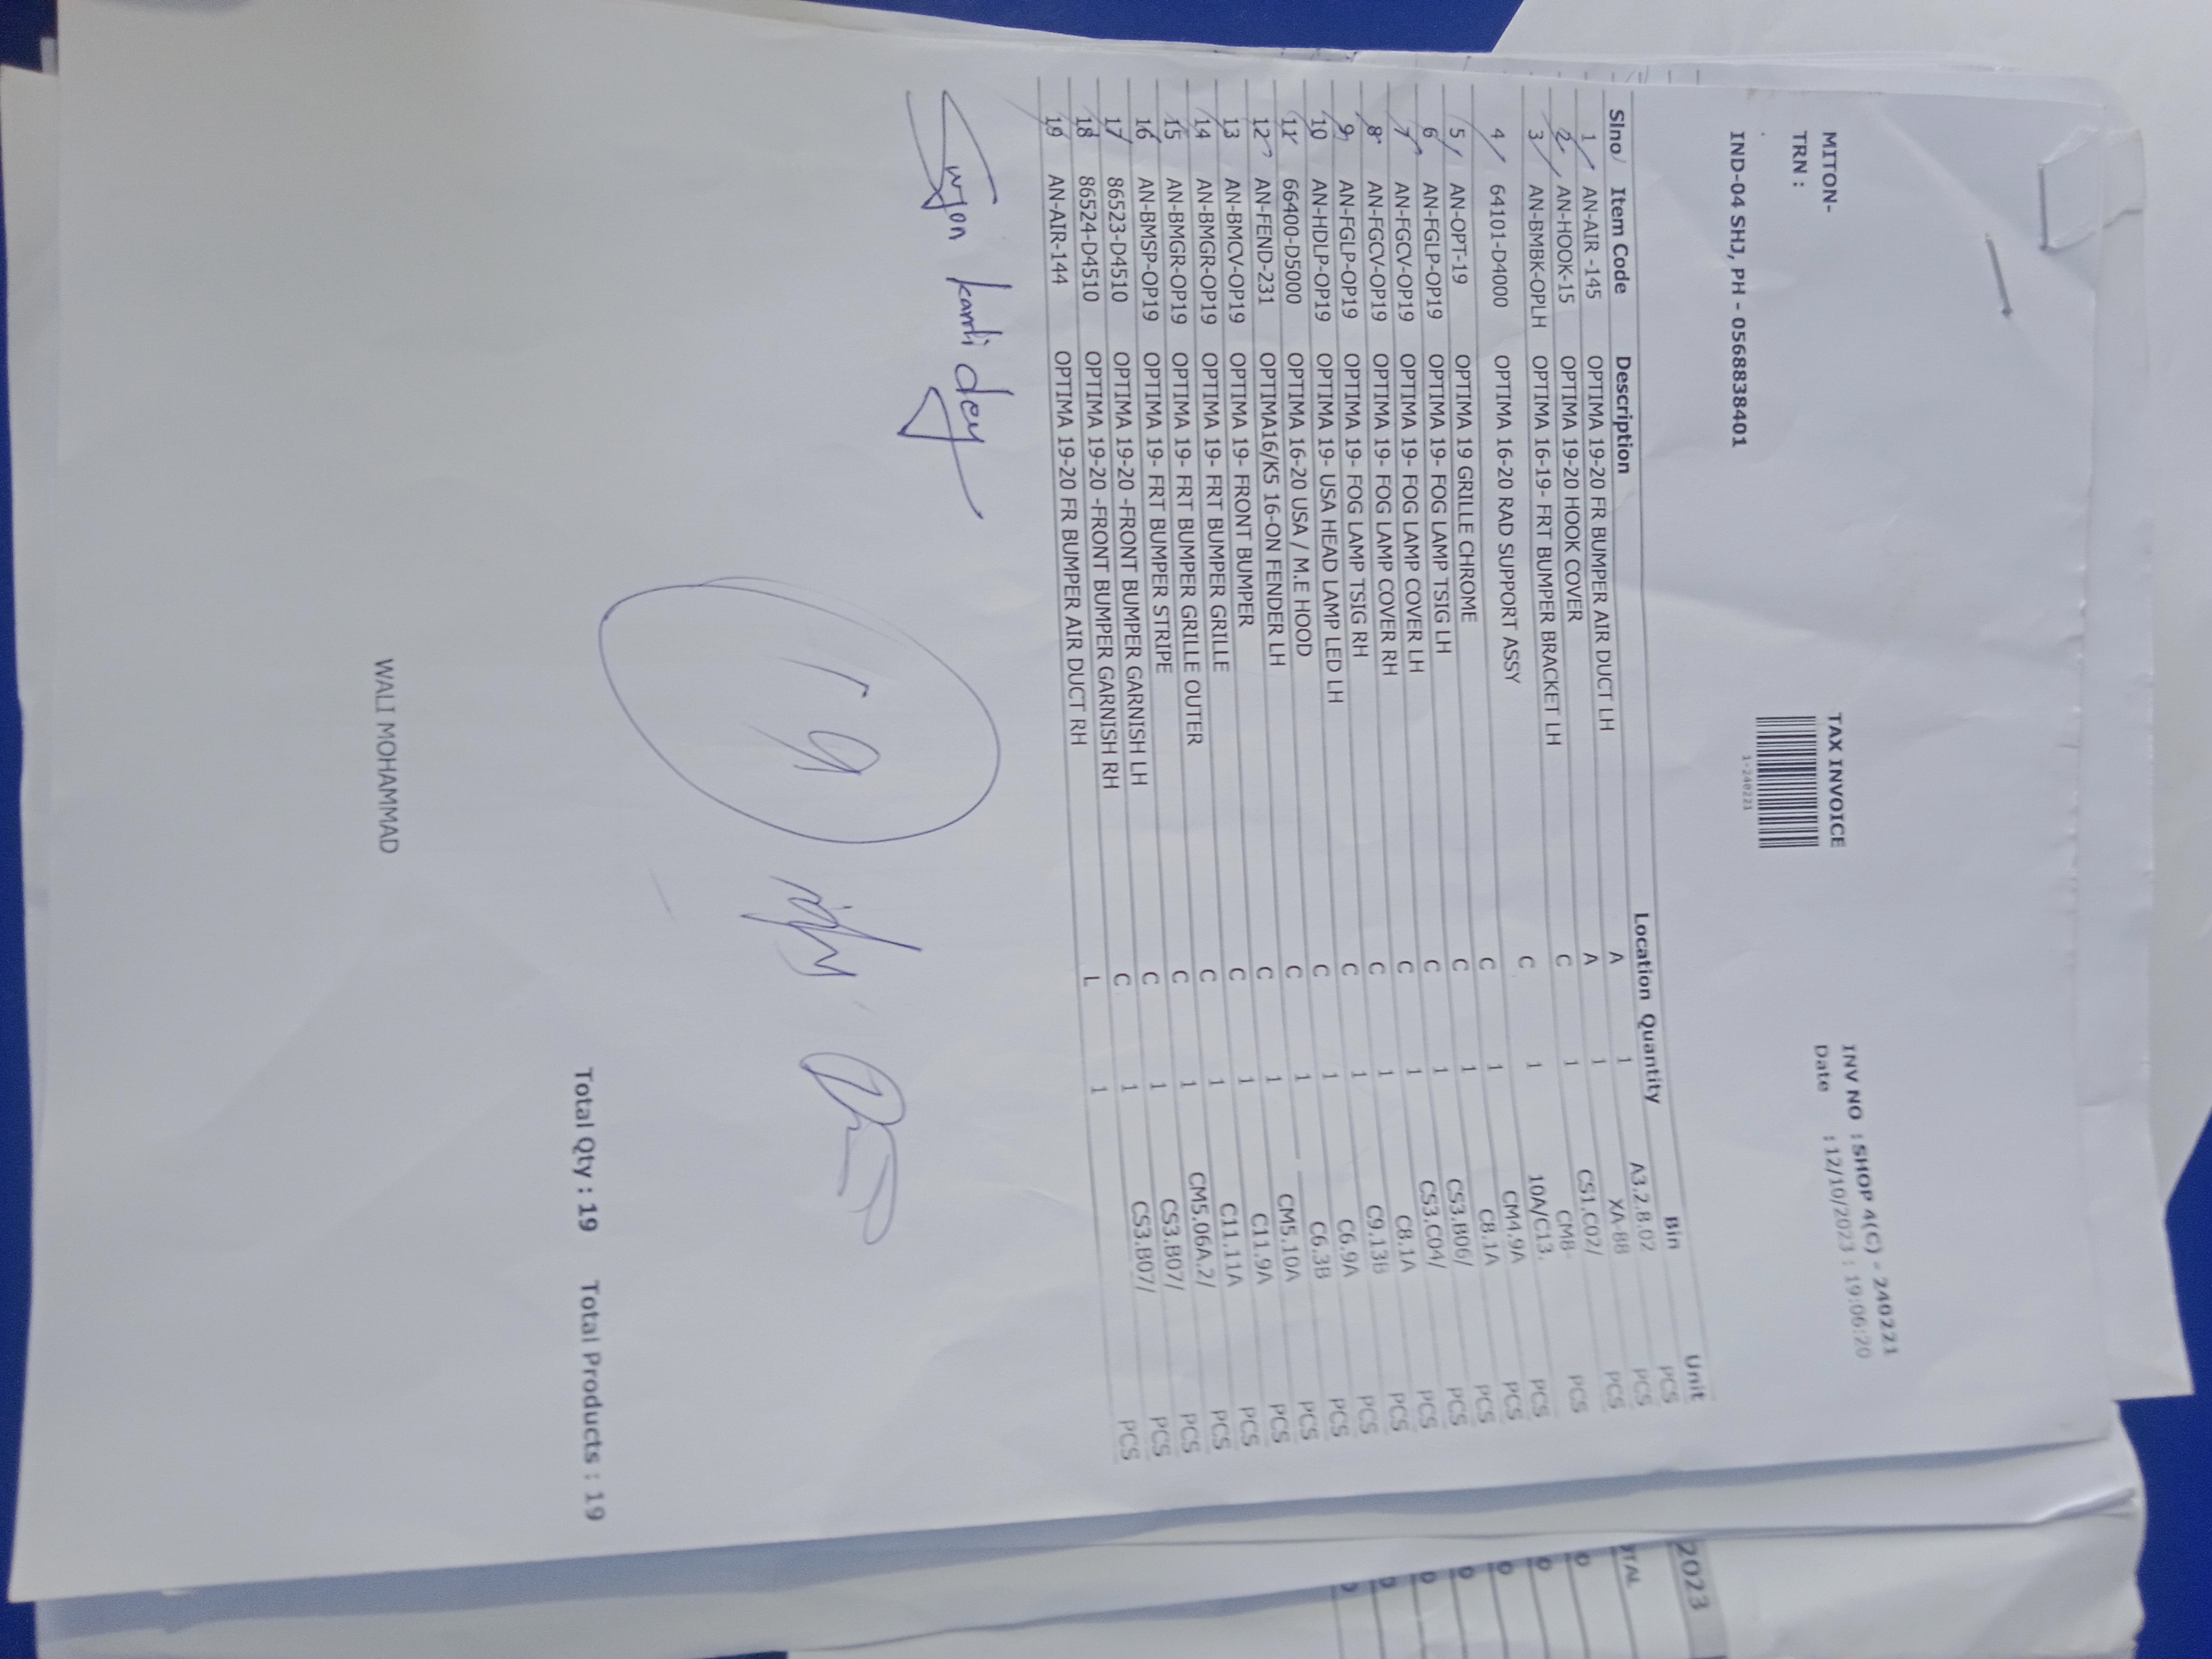 MITON- TAX INVOICE INV NO : SHOP 4(C) - 240221
TRN : Date : 12/10/2023 : 19:06:20
IND-04 SHJ, PH - 0568838401 1-240221
Slno Item Code Description Location Quantity Bin Unit
1 AN-AIR -145 OPTIMA 19-20 FR BUMPER AIR DUCT LH A 1 A3.2.8.02 PCS
2 AN-HOOK-15 OPTIMA 19-20 HOOK COVER A 1 XA-88 PCS
3 AN-BMBK-OPLH OPTIMA 16-19- FRT BUMPER BRACKET LH C 1 CS1.C02/ PCS
4 64101-D4000 OPTIMA 16-20 RAD SUPPORT ASSY C 1 CM8- PCS
10A/C13.
5 AN-OPT-19 OPTIMA 19 GRILLE CHROME C 1 CM4.9A PCS
6 AN-FGLP-OP19 OPTIMA 19- FOG LAMP TSIG LH C 1 C8.1A PCS
7 AN-FGCV-OP19 OPTIMA 19- FOG LAMP COVER LH C 1 CS3.B06/ PCS
8 AN-FGCV-OP19 OPTIMA 19- FOG LAMP COVER RH C 1 CS3.C04/ PCS
9 AN-FGLP-OP19 OPTIMA 19- FOG LAMP TSIG RH C 1 C8.1A PCS
10 AN-HDLP-OP19 OPTIMA 19- USA HEAD LAMP LED LH C 1 C9.13B PCS
11 66400-D5000 OPTIMA 16-20 USA / M.E HOOD C 1 C6.9A PCS
12 AN-FEND-231 OPTIMA16/K5 16-ON FENDER LH C 1 C6.3B PCS
13 AN-BMCV-OP19 OPTIMA 19- FRONT BUMPER C 1 CM5.10A PCS
14 AN-BMGR-OP19 OPTIMA 19- FRT BUMPER GRILLE C 1 C11.9A PCS
15 AN-BMGR-OP19 OPTIMA 19- FRT BUMPER GRILLE OUTER C 1 C11.11A PCS
16 AN-BMSP-OP19 OPTIMA 19- FRT BUMPER STRIPE C 1 CM5.06A.2/ PCS
17 86523-D4510 OPTIMA 19-20 -FRONT BUMPER GARNISH LH C 1 CS3.B07/ PCS
18 86524-D4510 OPTIMA 19-20 -FRONT BUMPER GARNISH RH C 1 CS3.B07/ PCS
19 AN-AIR-144 OPTIMA 19-20 FR BUMPER AIR DUCT RH L 1 PCS
Sujon kanti dey
19
Total Qty : 19 Total Products : 19
WALI MOHAMMAD
2023